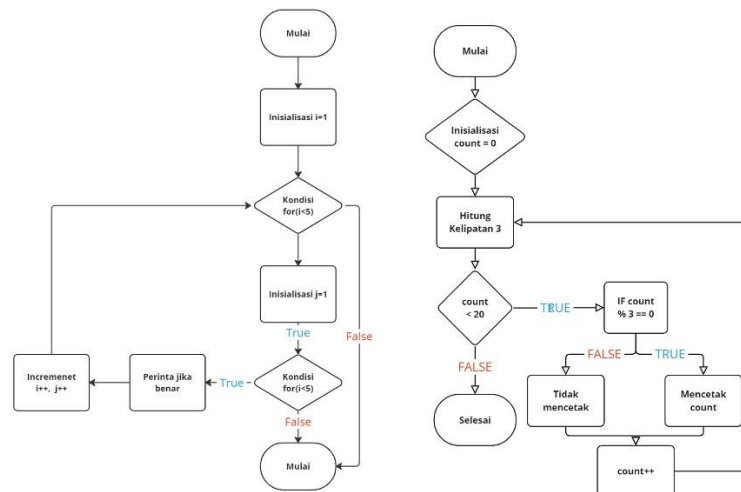 Mulai
Inisialisasi i=1
Kondisi
for(i<5)
Inisialisasi j=1
True
False
Kondisi
for(i<5)
True
Perinta jika
benar
Incremenet
i++, j++
False
Mulai
Mulai
Inisialisasi
count = 0
Hitung
Kelipatan 3
count
< 20
TRUE
IF count
% 3 == 0
FALSE
FALSE
TRUE
Selesai
Tidak
mencetak
Mencetak
count
count++